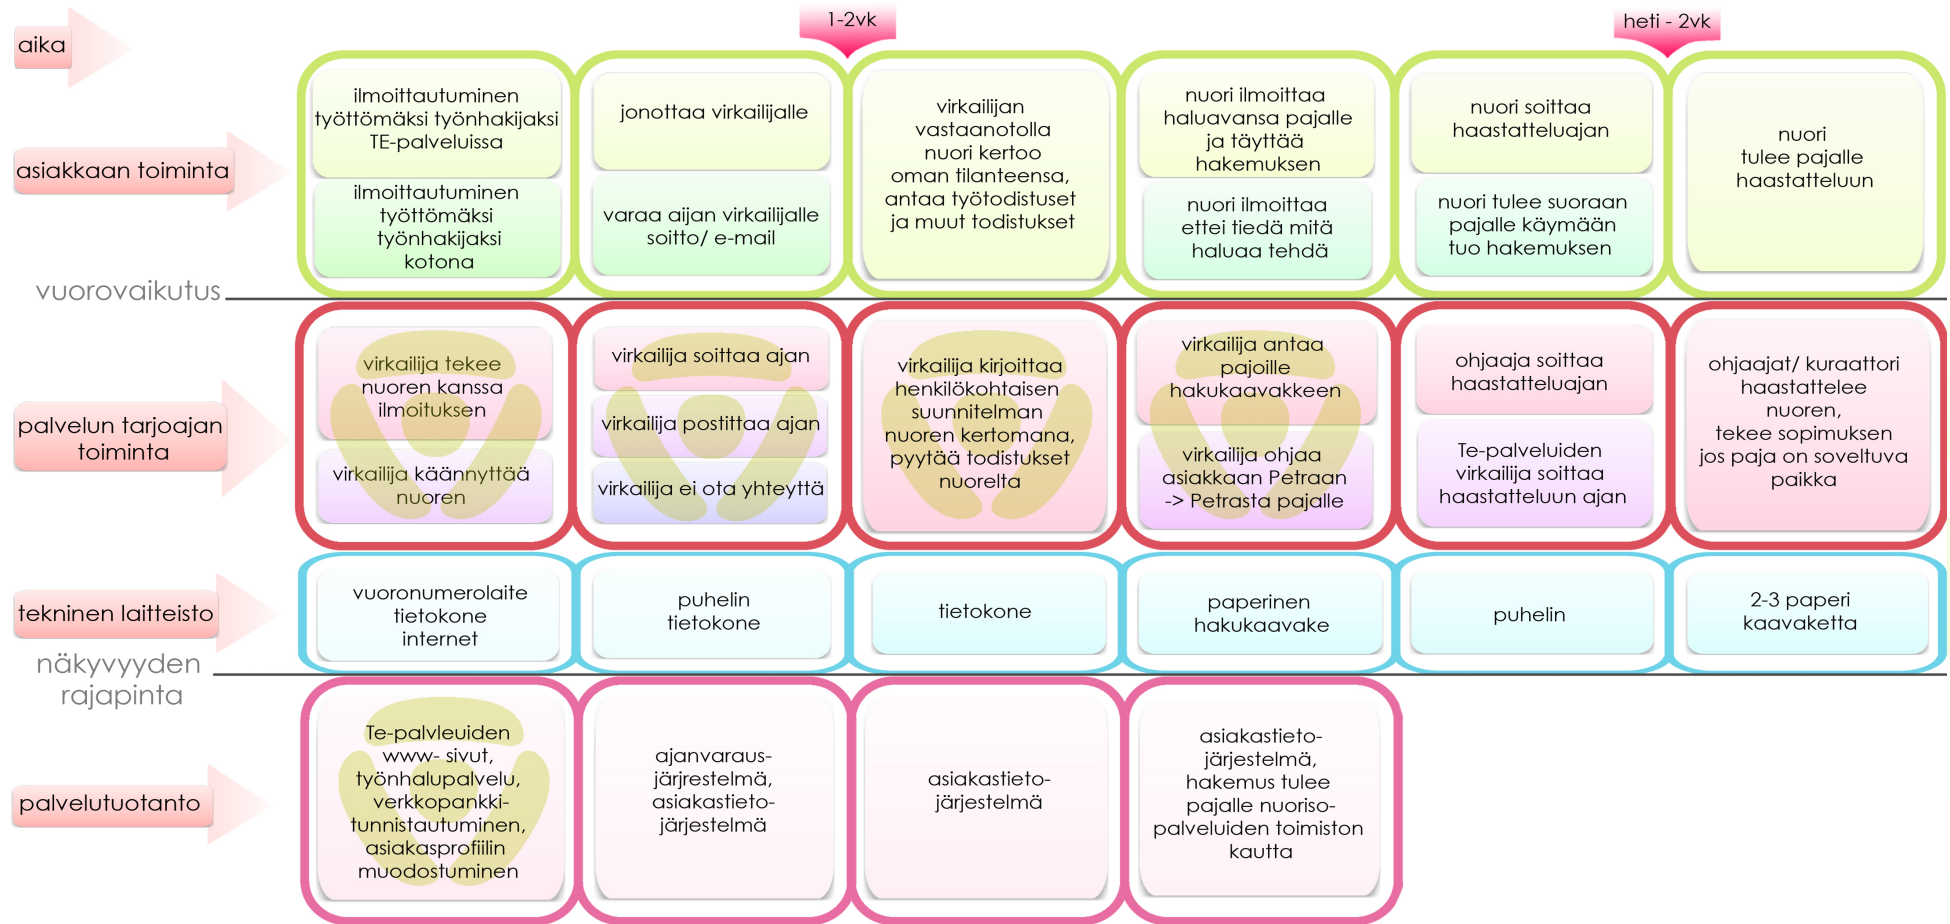 1-2vk
heti - 2vk
aika
asiakkaan toiminta
ilmoittautuminen
työttömäksi työnhakijaksi
TE-palveluissa
ilmoittautuminen
työttömäksi
työnhakijaksi
kotona
jonottaa virkailijalle
varaa aijan virkailijalle
soitto/ e-mail
virkailijan
vastaanotolla
nuori kertoo
oman tilanteensa,
antaa työtodistuset
ja muut todistukset
nuori ilmoittaa
haluavansa pajalle
ja täyttää
hakemuksen
nuori ilmoittaa
ettei tiedä mitä
haluaa tehdä
nuori soittaa
haastatteluajan
nuori tulee suoraan
pajalle käymään
tuo hakemuksen
nuori
tulee pajalle
haastatteluun
vuorovaikutus
palvelun tarjoajan
toiminta
virkailija tekee
nuoren kanssa
ilmoituksen
virkailija käännyttää
nuoren
virkailija soittaa ajan
virkailija postittaa ajan
virkailija ei ota yhteyttä
virkailija kirjoittaa
henkilökohtaisen
suunnitelman
nuoren kertomana,
pyytää todistukset
nuorelta
virkailija antaa
pajoille
hakukaavakkeen
virkailija ohjaa
asiakkaan Petraan
-> Petrasta pajalle
ohjaaja soittaa
haastatteluajan
Te-palveluiden
virkailija soittaa
haastatteluun ajan
ohjaajat/ kuraattori
haastattelee
nuoren,
tekee sopimuksen
jos paja on soveltuva
paikka
tekninen laitteisto
vuoronumerolaite
tietokone
internet
puhelin
tietokone
tietokone
paperinen
hakukaavake
puhelin
2-3 paperi
kaavaketta
näkyvyyden
rajapinta
palvelutuotanto
Te-palvleuiden
www- sivut,
työnhalupalvelu,
verkkopankki-
tunnistautuminen,
asiakasprofiilin
muodostuminen
ajanvaraus-
järjrestelmä,
asiakastieto-
järjestelmä
asiakastieto-
järjestelmä
asiakastieto-
järjestelmä,
hakemus tulee
pajalle nuoriso-
palveluiden toimiston
kautta